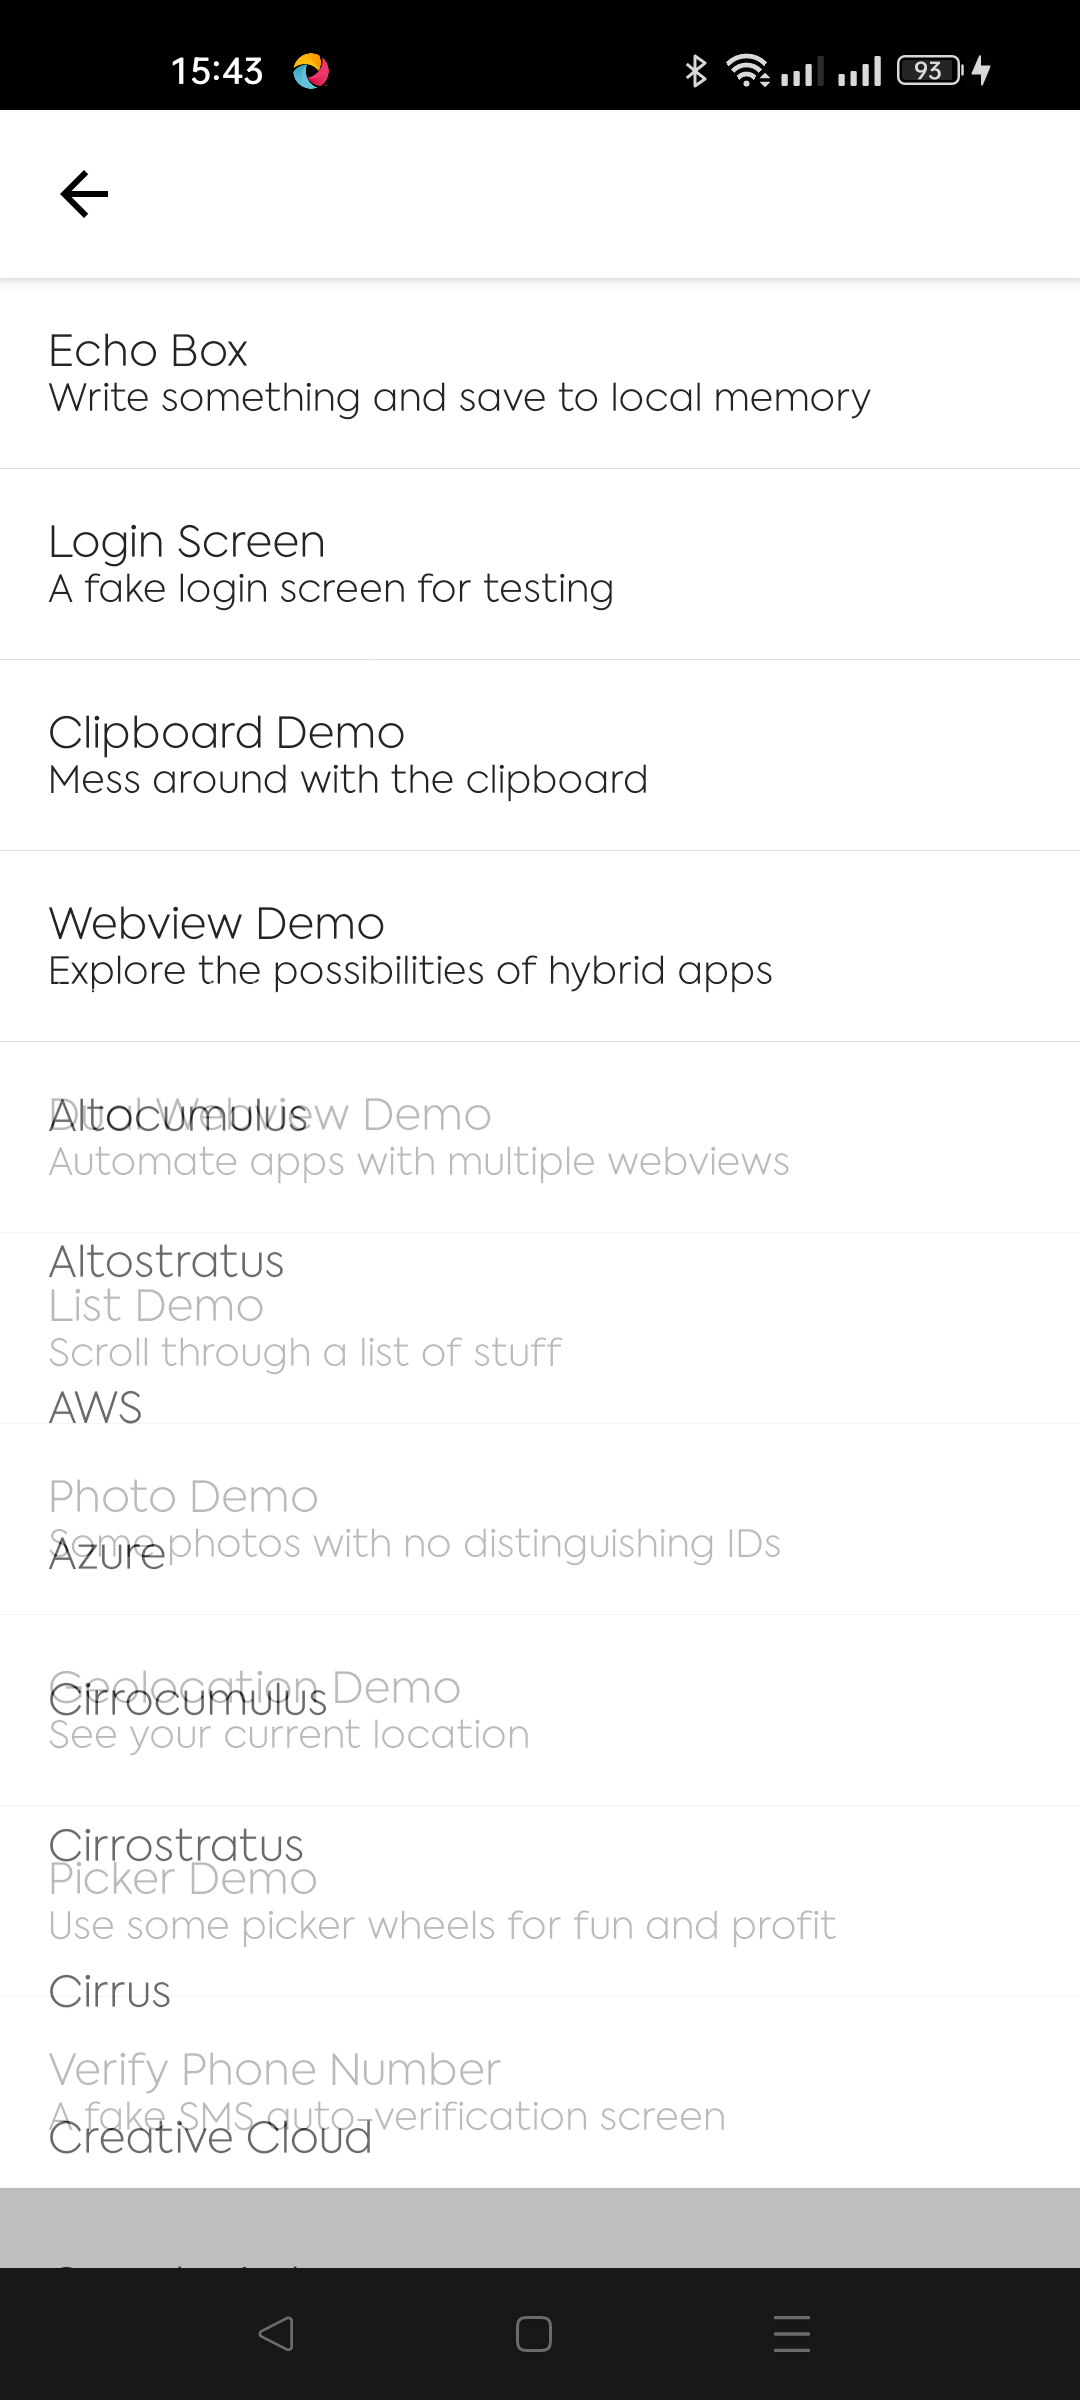 15:43
93
Echo Box
Write something and save to local memory
Login Screen
A fake login screen for testing
Clipboard Demo
Mess around with the clipboard
Webview Demo
Explore the possibilities of hybrid apps
Dual Webview Demo
Altocumulus
Automate apps with multiple webviews
Altostratus
List Demo
Scroll through a list of stuff
AWS
Photo Demo
Some photos with no distinguishing IDs
Azure
Geolocation Demo
Cirrocumulus
See your current location
Cirrostratus
Picker Demo
Use some picker wheels for fun and profit
Cirrus
Verify Phone Number
A fake SMS auto-verification screen
Creative Cloud